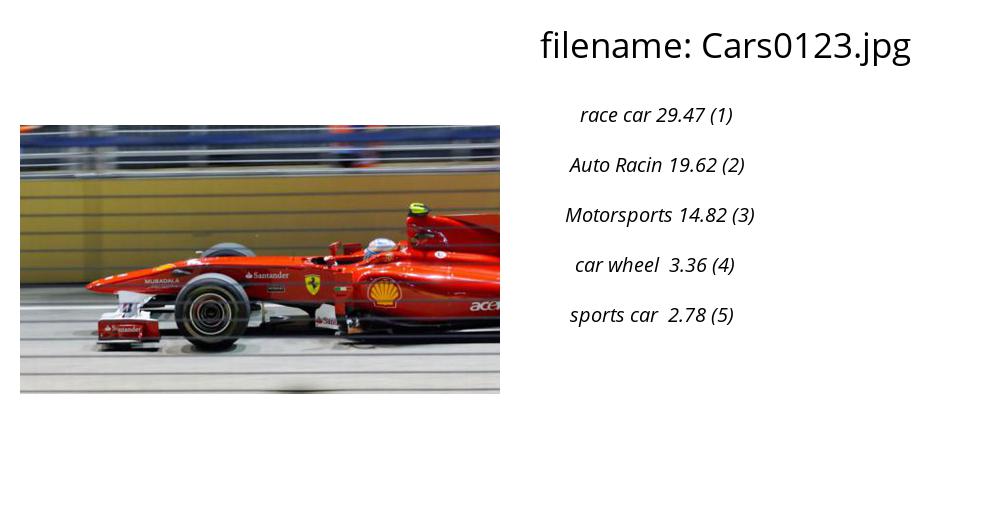 filename: Cars0123.jpg
race car 29.47 (1)
Auto Racin 19.62 (2)
Motorsports 14.82 (3)
car wheel 3.36 (4)
sports car 2.78 (5)
Santander
MUBADALA
Santander
acer